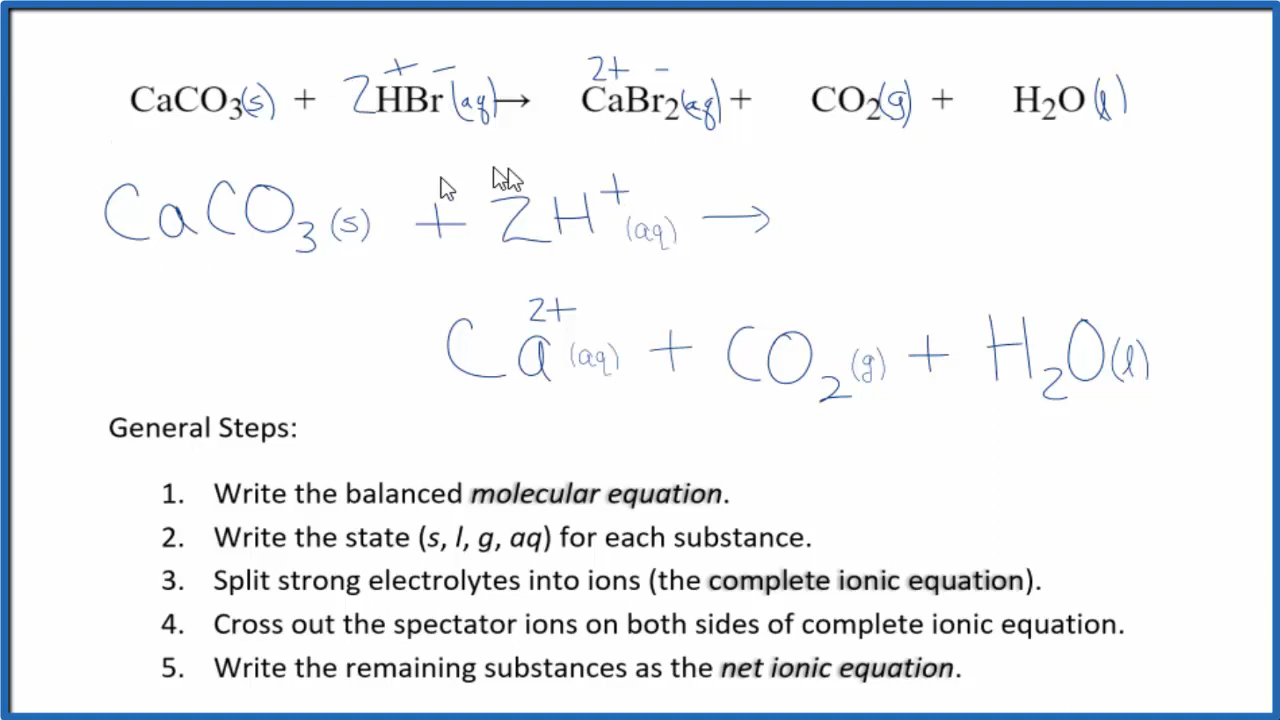 2+ - 2+ -
CaCO3(s) + 2HBr(aq) → CaBr2(aq) + CO2(g) + H2O(l)
CaCO3(s) + 2H+(aq) →
Ca2+(aq) + CO2(g) + H2O(l)
General Steps:
1. Write the balanced molecular equation.
2. Write the state (s, l, g, aq) for each substance.
3. Split strong electrolytes into ions (the complete ionic equation).
4. Cross out the spectator ions on both sides of complete ionic equation.
5. Write the remaining substances as the net ionic equation.